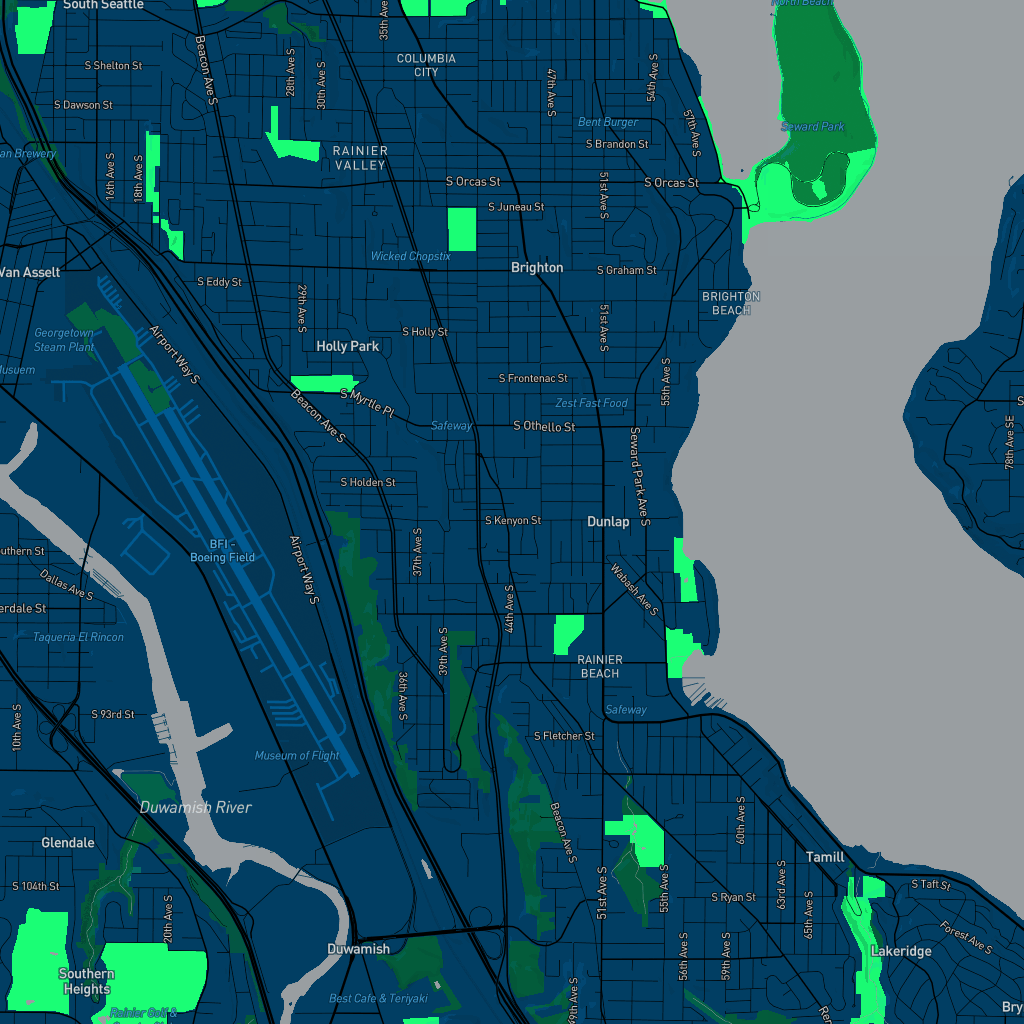 South Seattle
North Beach
35th Ave S
COLUMBIA
CITY
S Shelton St
Beacon Ave S
28th Ave S
30th Ave S
47th Ave S
54th Ave S
S Dawson St
57th Ave S
Bent Burger
Seward Park
S Brandon St
an Brewery
RAINIER
VALLEY
16th Ave S
18th Ave S
S Orcas St
S Orcas St
51st Ave S
S Juneau St
Wicked Chopstix
Van Asselt
Brighton
S Graham St
S Eddy St
29th Ave S
BRIGHTON
BEACH
51st Ave S
Georgetown
Steam Plant
Airport Way S
S Holly St
Holly Park
Musuem
S Frontenac St
55th Ave S
S Myrtle Pl
Beacon Ave S
Zest Fast Food
Safeway
S Othello St
78th Ave SE
Seward Park Ave S
S Holden St
S Kenyon St
Dunlap
BFI -
Boeing Field
37th Ave S
Airport Way S
Dallas Ave S
Wabash Ave S
44th Ave S
Taqueria El Rincon
39th Ave S
RAINIER
BEACH
36th Ave S
10th Ave S
S 93rd St
Safeway
S Fletcher St
Museum of Flight
Duwamish River
Beacon Ave S
60th Ave S
Glendale
Tamill
S 104th St
20th Ave S
51st Ave S
55th Ave S
S Ryan St
63rd Ave S
65th Ave S
S Taft St
Forest Ave S
Duwamish
56th Ave S
59th Ave S
Lakeridge
Southern
Heights
Best Cafe & Teriyaki
49th Ave S
Rainier Golf &